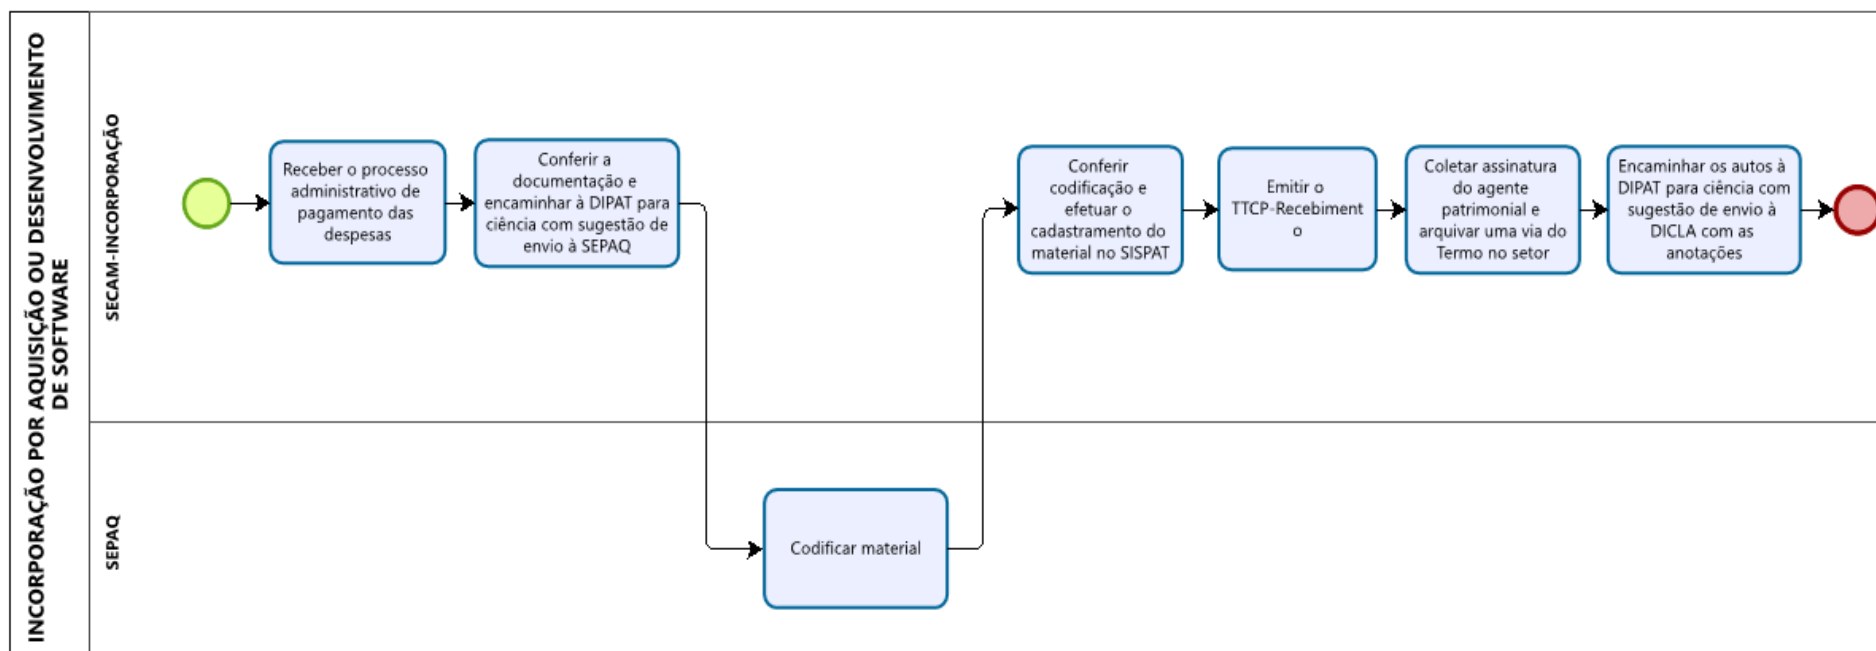 INCORPORAÇÃO POR AQUISIÇÃO OU DESENVOLVIMENTO
DE SOFTWARE
SECAM-INCORPORAÇÃO
Receber o processo
administrativo de
pagamento das
despesas
Conferir a
documentação e
encaminhar à DIPAT para
ciência com sugestão de
envio à SEPAQ
Conferir
codificação e
efetuar o
cadastramento do
material no SISPAT
Emitir o
TTCP-Recebiment
o
Coletar assinatura
do agente
patrimonial e
arquivar uma via do
Termo no setor
Encaminhar os autos à
DIPAT para ciência com
sugestão de envio à
DICLA com as
anotações
SEPAQ
Codificar material